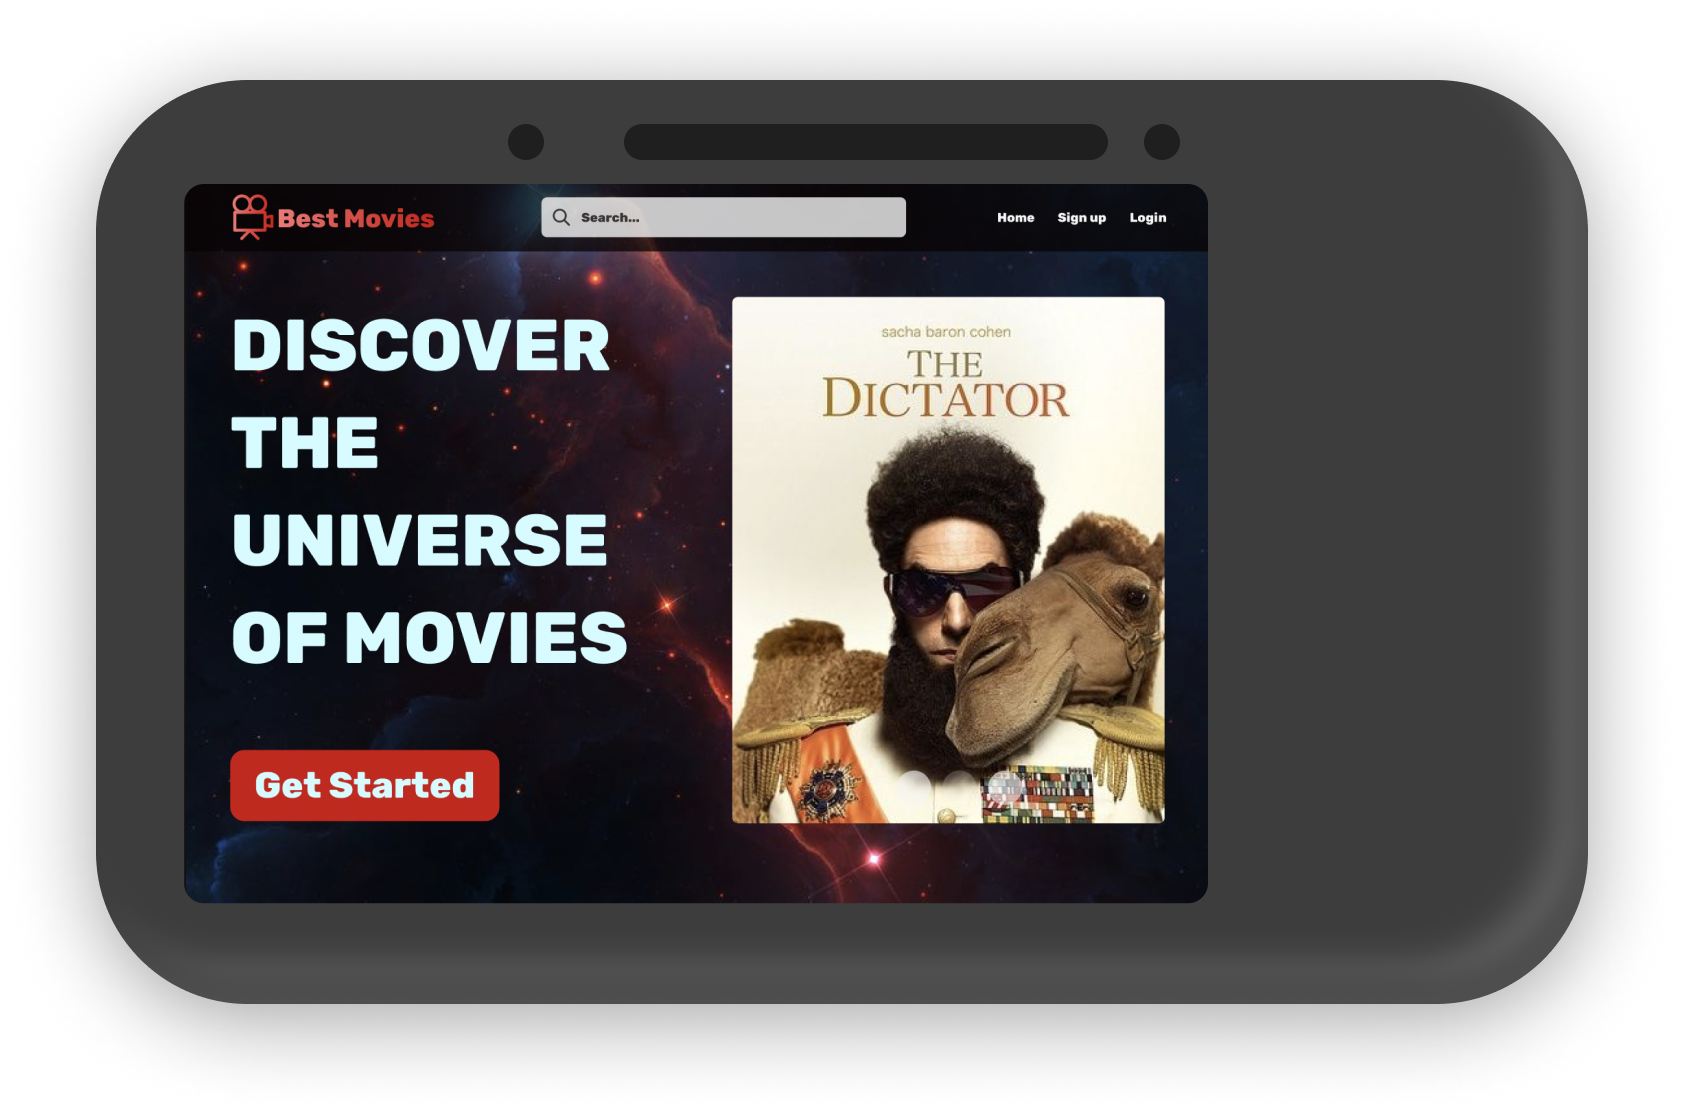 Best Movies
Search...
Home
Sign up
Login
DISCOVER
THE
UNIVERSE
OF MOVIES
Get Started
sacha baron cohen
THE
DICTATOR